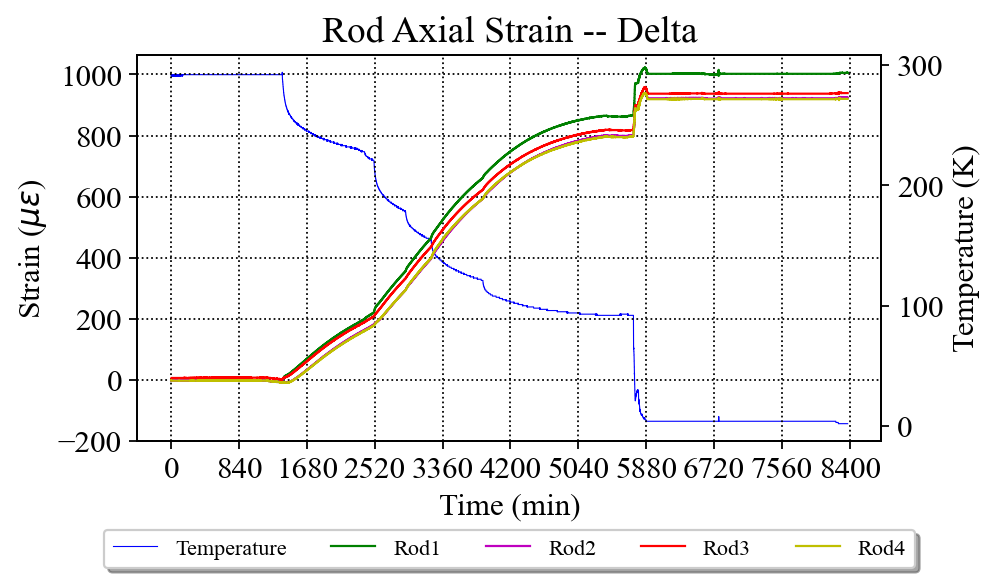 Rod Axial Strain -- Delta
1000
800
600
400
200
0
−200
Strain (με)
300
200
100
0
Temperature (K)
0 840 1680 2520 3360 4200 5040 5880 6720 7560 8400
Time (min)
Temperature Rod1 Rod2 Rod3 Rod4